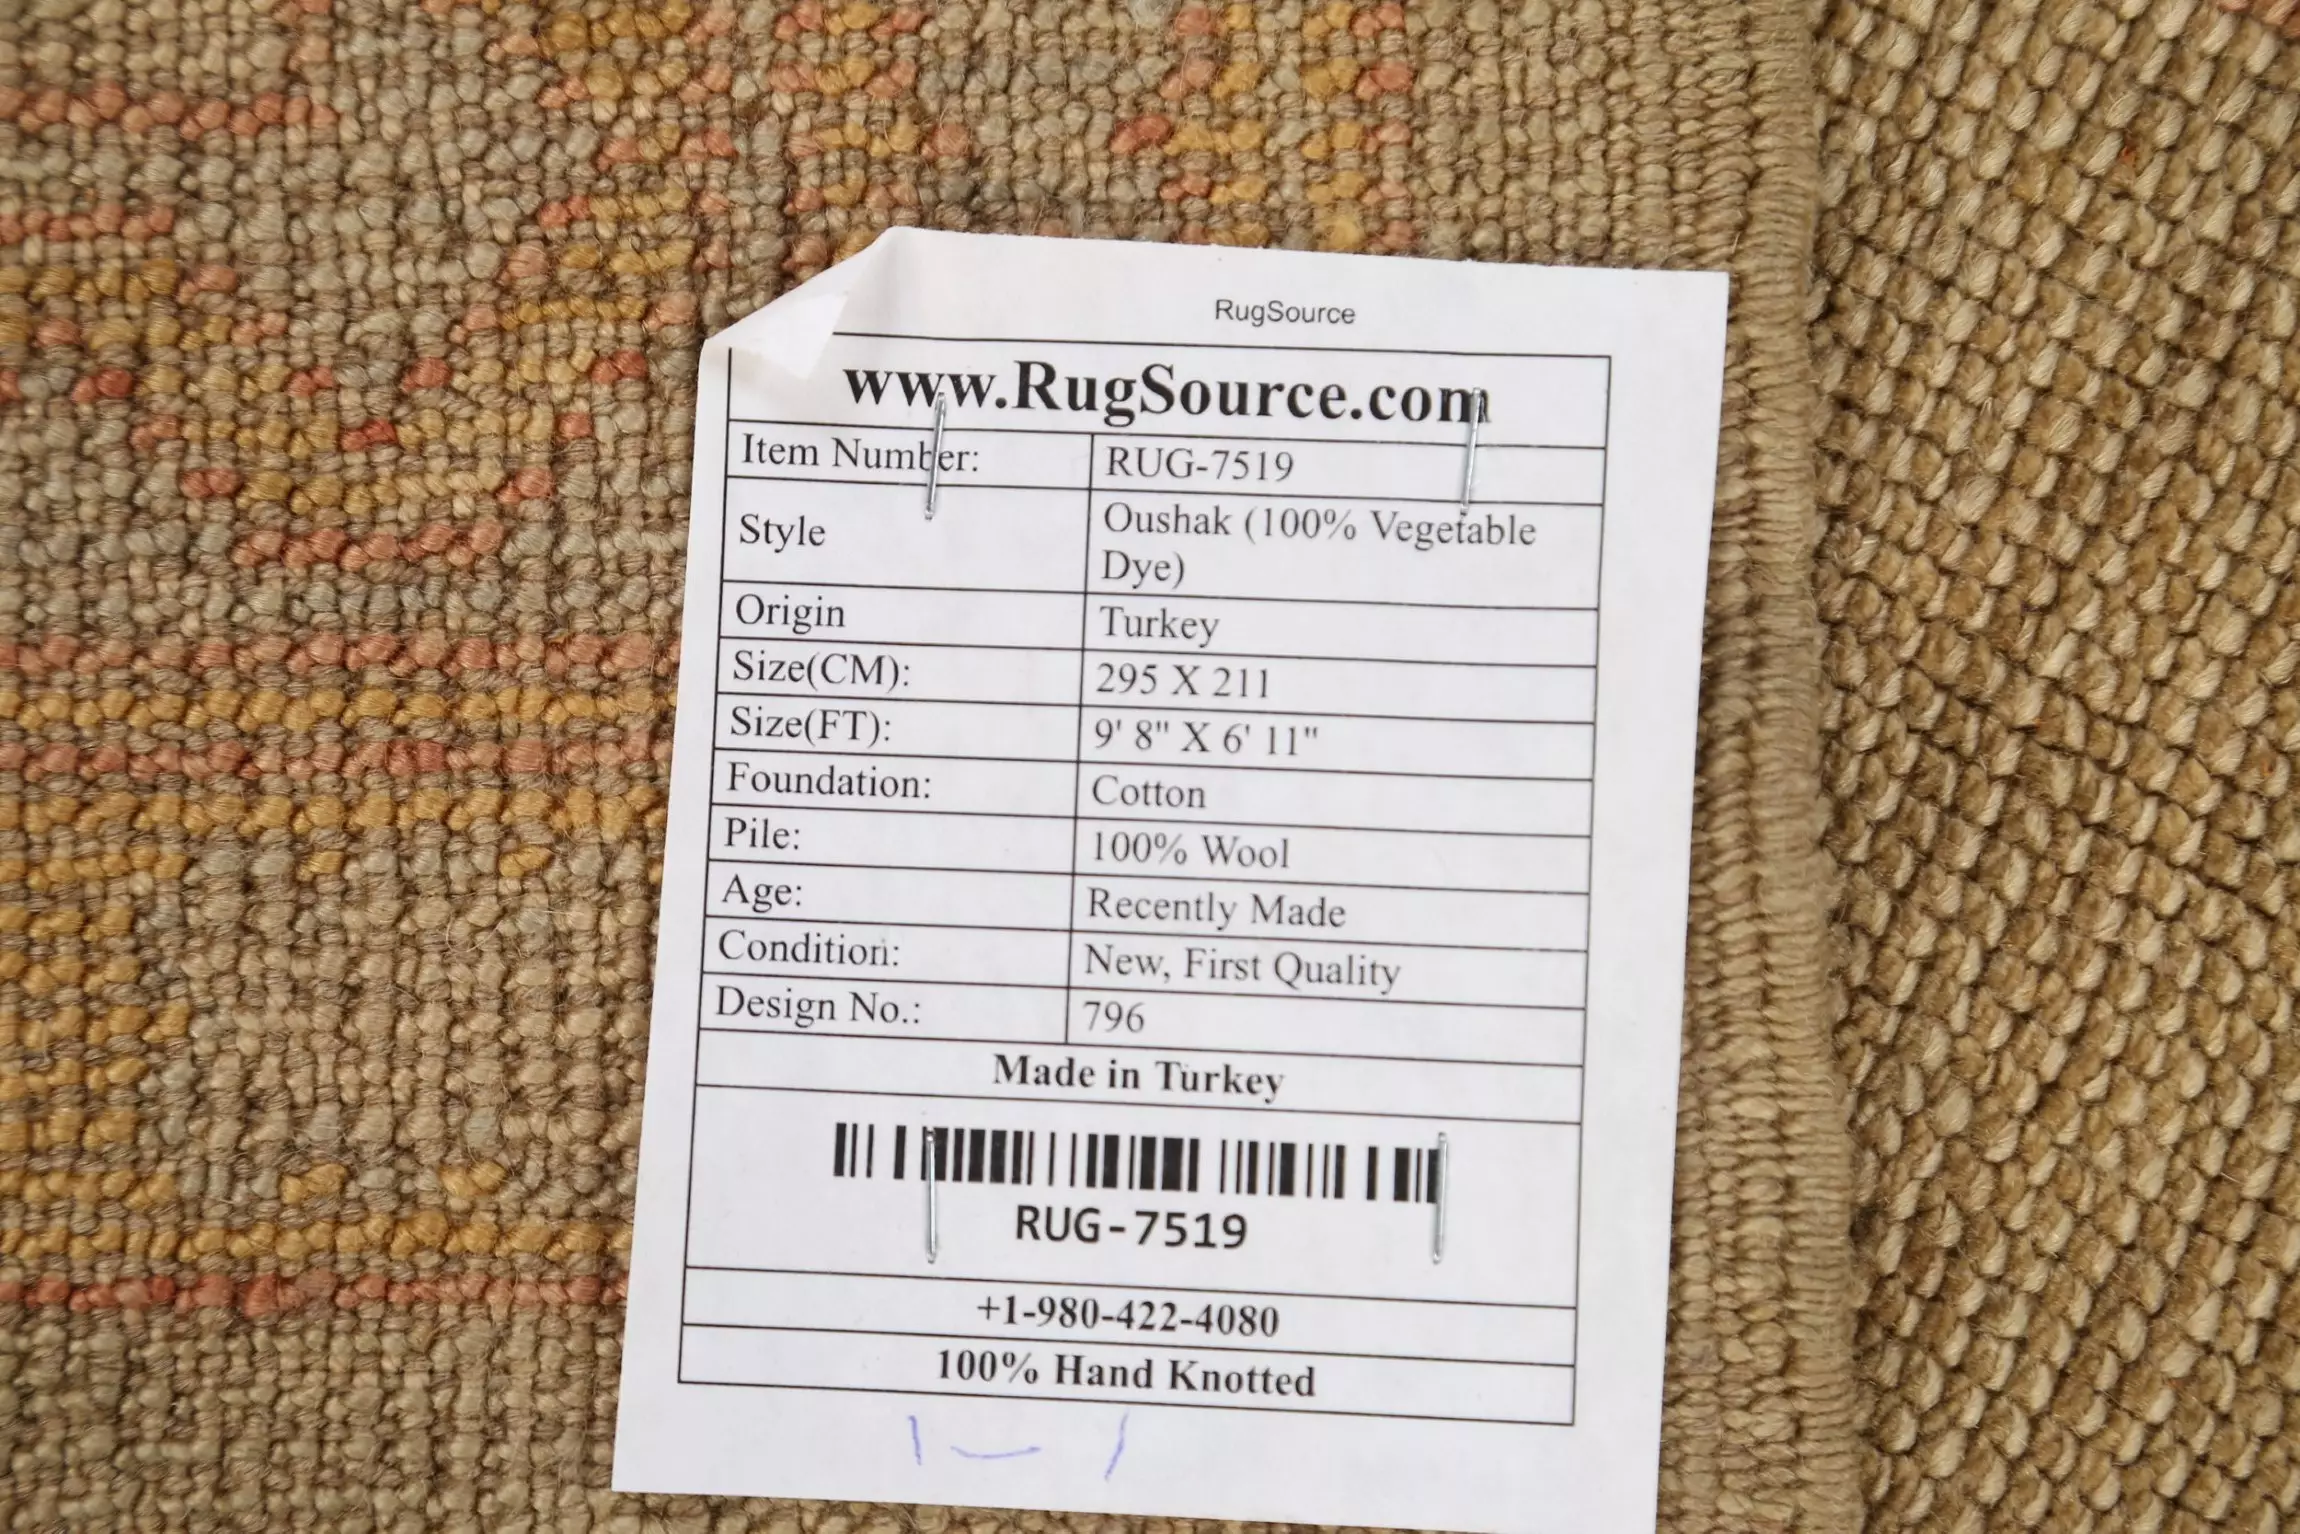 RugSource
www.RugSource.com
Item Number: RUG-7519
Style Oushak (100% Vegetable
Dye)
Origin Turkey
Size(CM): 295 X 211
Size(FT): 9' 8" X 6' 11"
Foundation: Cotton
Pile: 100% Wool
Age: Recently Made
Condition: New, First Quality
Design No.: 796
Made in Turkey
RUG-7519
+1-980-422-4080
100% Hand Knotted